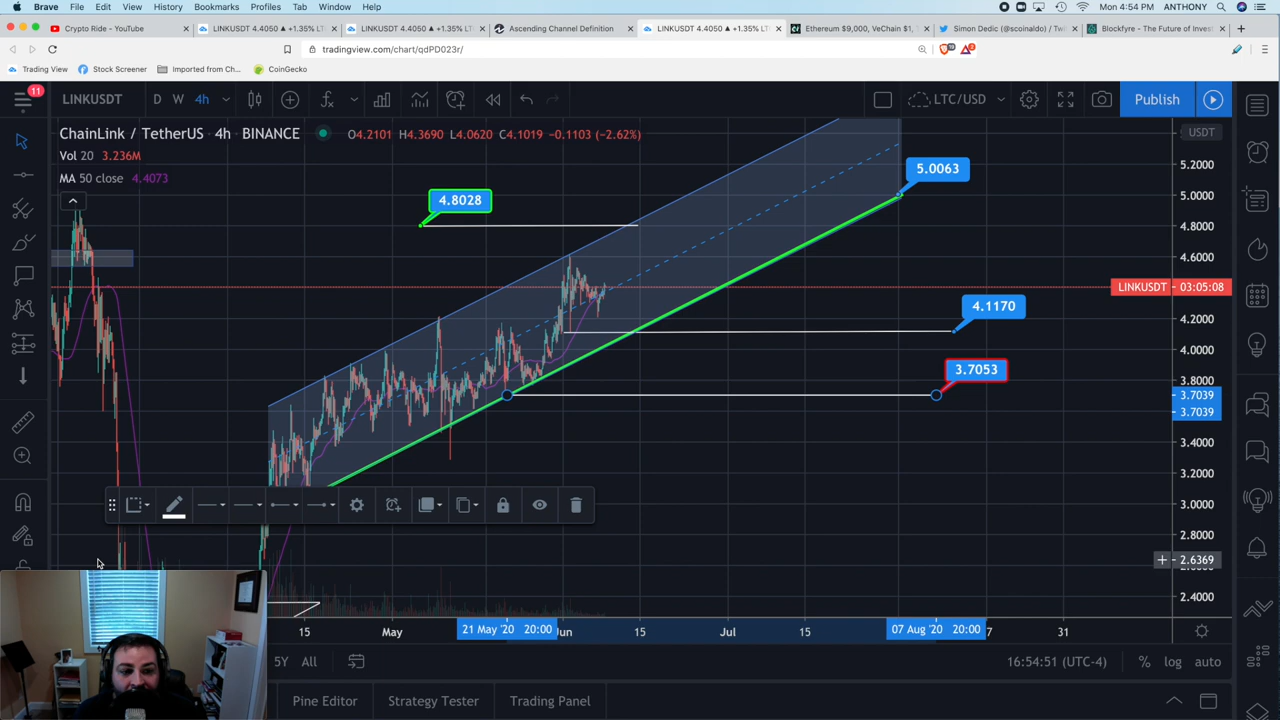 Brave File Edit View History Bookmarks Profiles Tab Window Help Mon 4:54 PM ANTHONY
Crypto Ride - YouTube LINKUSDT 4.4050 ▲+1.35% LINKUSDT 4.4050 ▲+1.35% Ascending Channel Definition LINKUSDT 4.4050 ▲+1.35% Ethereum $9,000, VeChain $1, Simon Dedic (@scoinaldo) / Tw Blockfyre - The Future of Invest
tradingview.com/chart/qdPD023r/
Trading View Stock Screener Imported from Ch... CoinGecko
11
LINKUSDT D W 4h LTC/USD Publish
ChainLink / TetherUS · 4h · BINANCE O4.2101 H4.3690 L4.0620 C4.1019 -0.1103 (-2.62%) USDT
Vol 20 3.236M
MA 50 close 4.4073
5.2000
5.0063
5.0000
4.8028
4.8000
4.6000
LINKUSDT 03:05:08
4.1170
4.2000
4.0000
3.7053
3.8000
3.7039
3.7039
3.4000
3.2000
3.0000
2.8000
2.6369
2.4000
15 May 21 May '20 20:00 Jun 15 Jul 15 07 Aug '20 20:00 7 31
5Y All 16:54:51 (UTC-4) % log auto
Pine Editor Strategy Tester Trading Panel